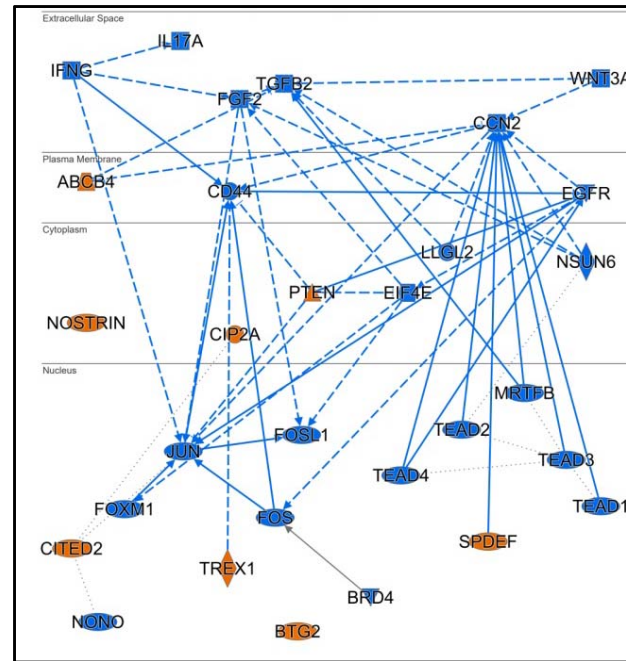 Extracellular Space
IL17A
IFNG
TGFB2
WNT3A
FGF2
CCN2
Plasma Membrane
ABCB4
CD44
EGFR
Cytoplasm
LLGL2
NSUN6
PTEN
EIF4E
NOSTRIN
CIP2A
Nucleus
MRTFB
TEAD2
FOSL1
JUN
TEAD3
TEAD4
FOXM1
TEAD1
FOS
CITED2
SPDEF
TREX1
BRD4
NONO
BTG2